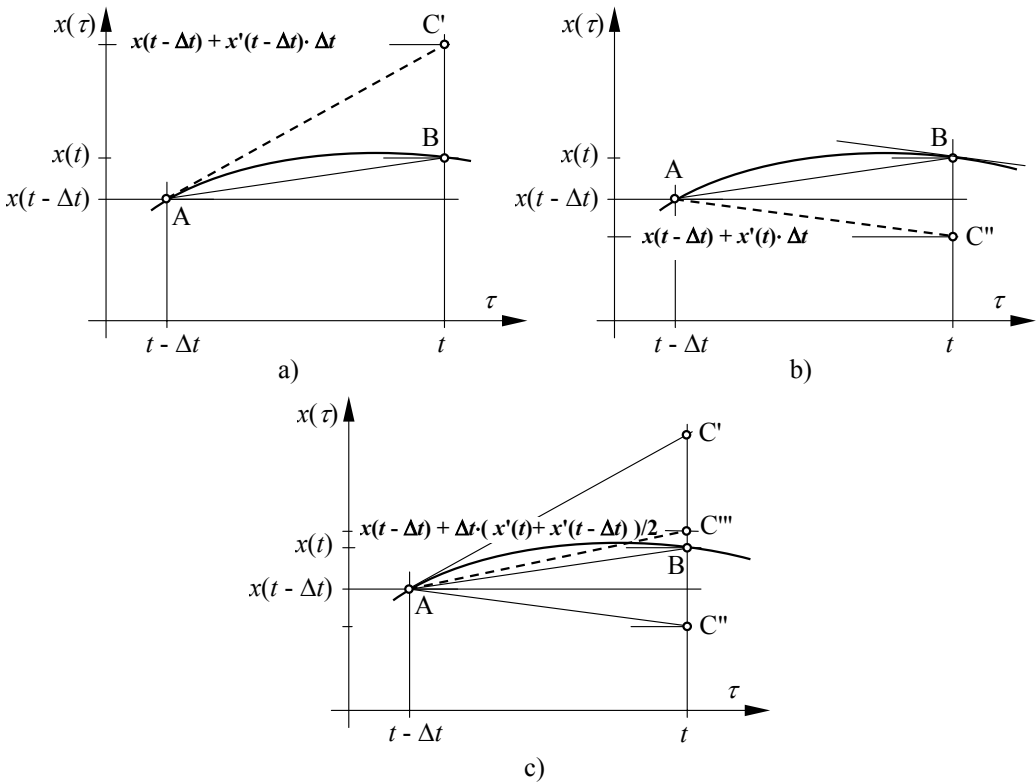 x(τ)
C'
x(t - Δt) + x'(t - Δt)· Δt
B
x(t)
x(t - Δt)
A
τ
t - Δt
t
a)
x(τ)
B
A
x(t)
x(t - Δt)
x(t - Δt) + x'(t)· Δt
C''
τ
t - Δt
t
b)
x(τ)
C'
x(t - Δt) + Δt·( x'(t)+ x'(t - Δt) )/2
C'''
x(t)
B
x(t - Δt)
A
C''
τ
t - Δt
t
c)